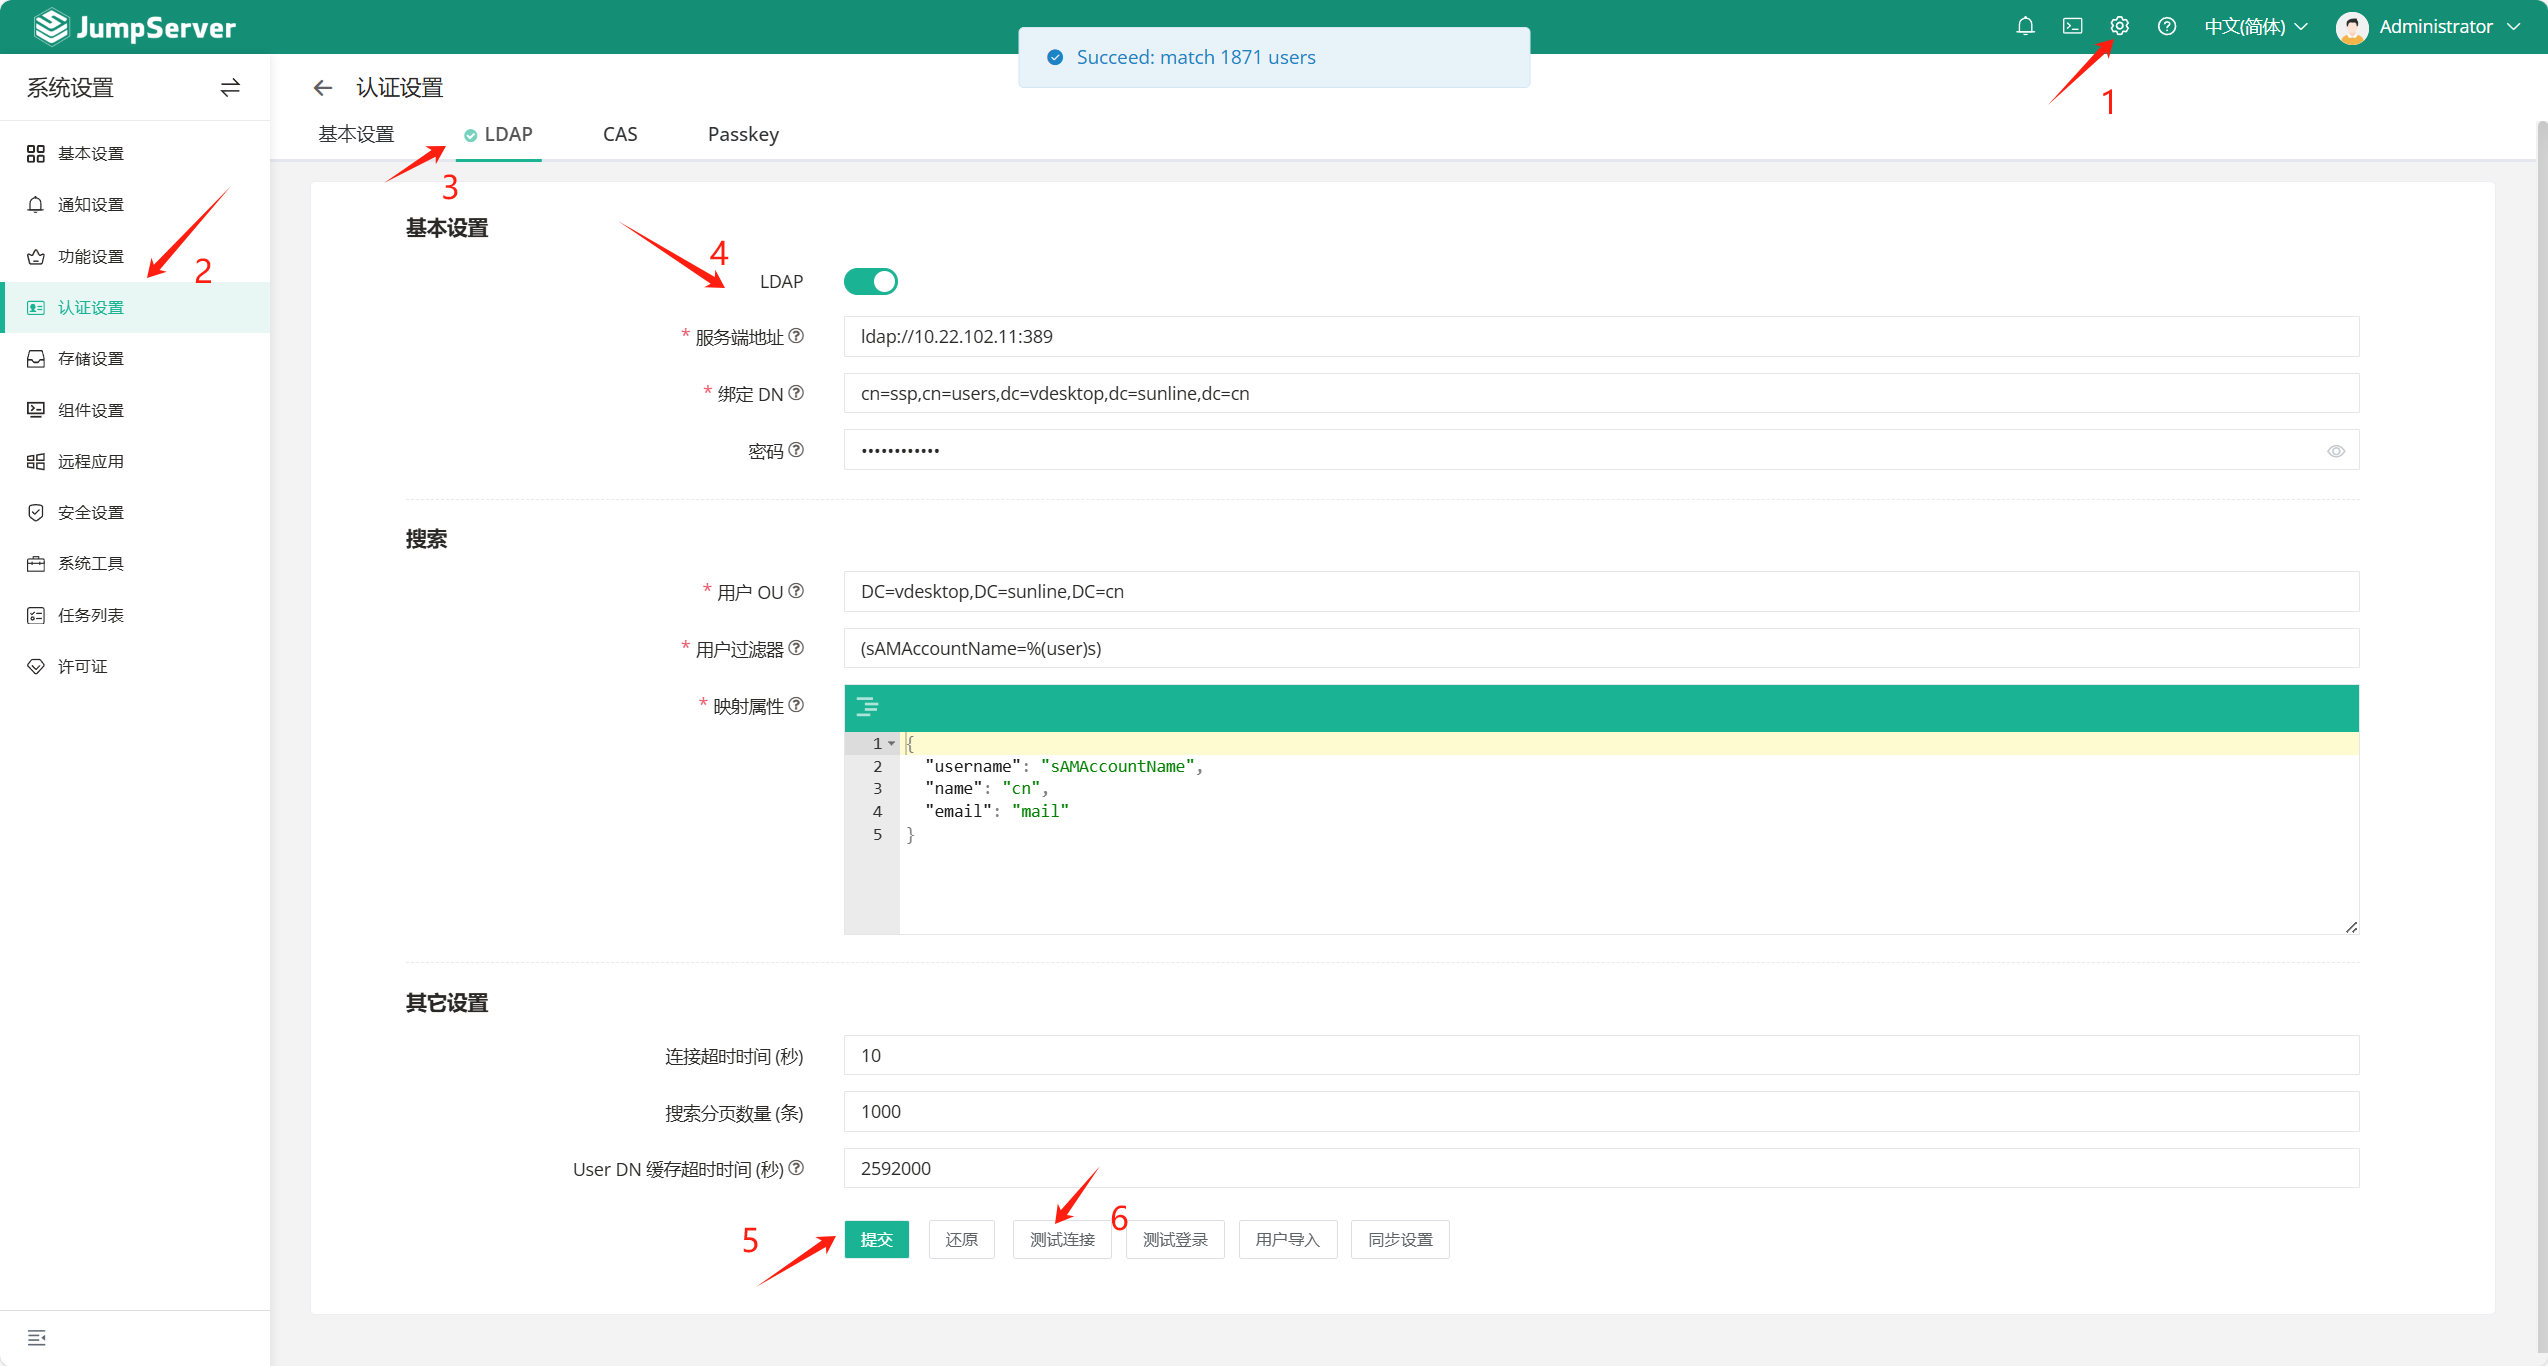 JumpServer
Succeed: match 1871 users
中文(简体)
Administrator
1
系统设置
认证设置
基本设置
LDAP
CAS
Passkey
3
基本设置
通知设置
功能设置
2
认证设置
存储设置
组件设置
远程应用
安全设置
系统工具
任务列表
许可证
基本设置
4
LDAP
* 服务端地址 ?
ldap://10.22.102.11:389
* 绑定 DN ?
cn=ssp,cn=users,dc=vdesktop,dc=sunline,dc=cn
密码 ?
••••••••••••
搜索
* 用户 OU ?
DC=vdesktop,DC=sunline,DC=cn
* 用户过滤器 ?
(sAMAccountName=%(user)s)
* 映射属性 ?
1 {
2 "username": "sAMAccountName",
3 "name": "cn",
4 "email": "mail"
5 }
其它设置
连接超时时间 (秒)
10
搜索分页数量 (条)
1000
User DN 缓存超时时间 (秒) ?
2592000
5
6
提交
还原
测试连接
测试登录
用户导入
同步设置